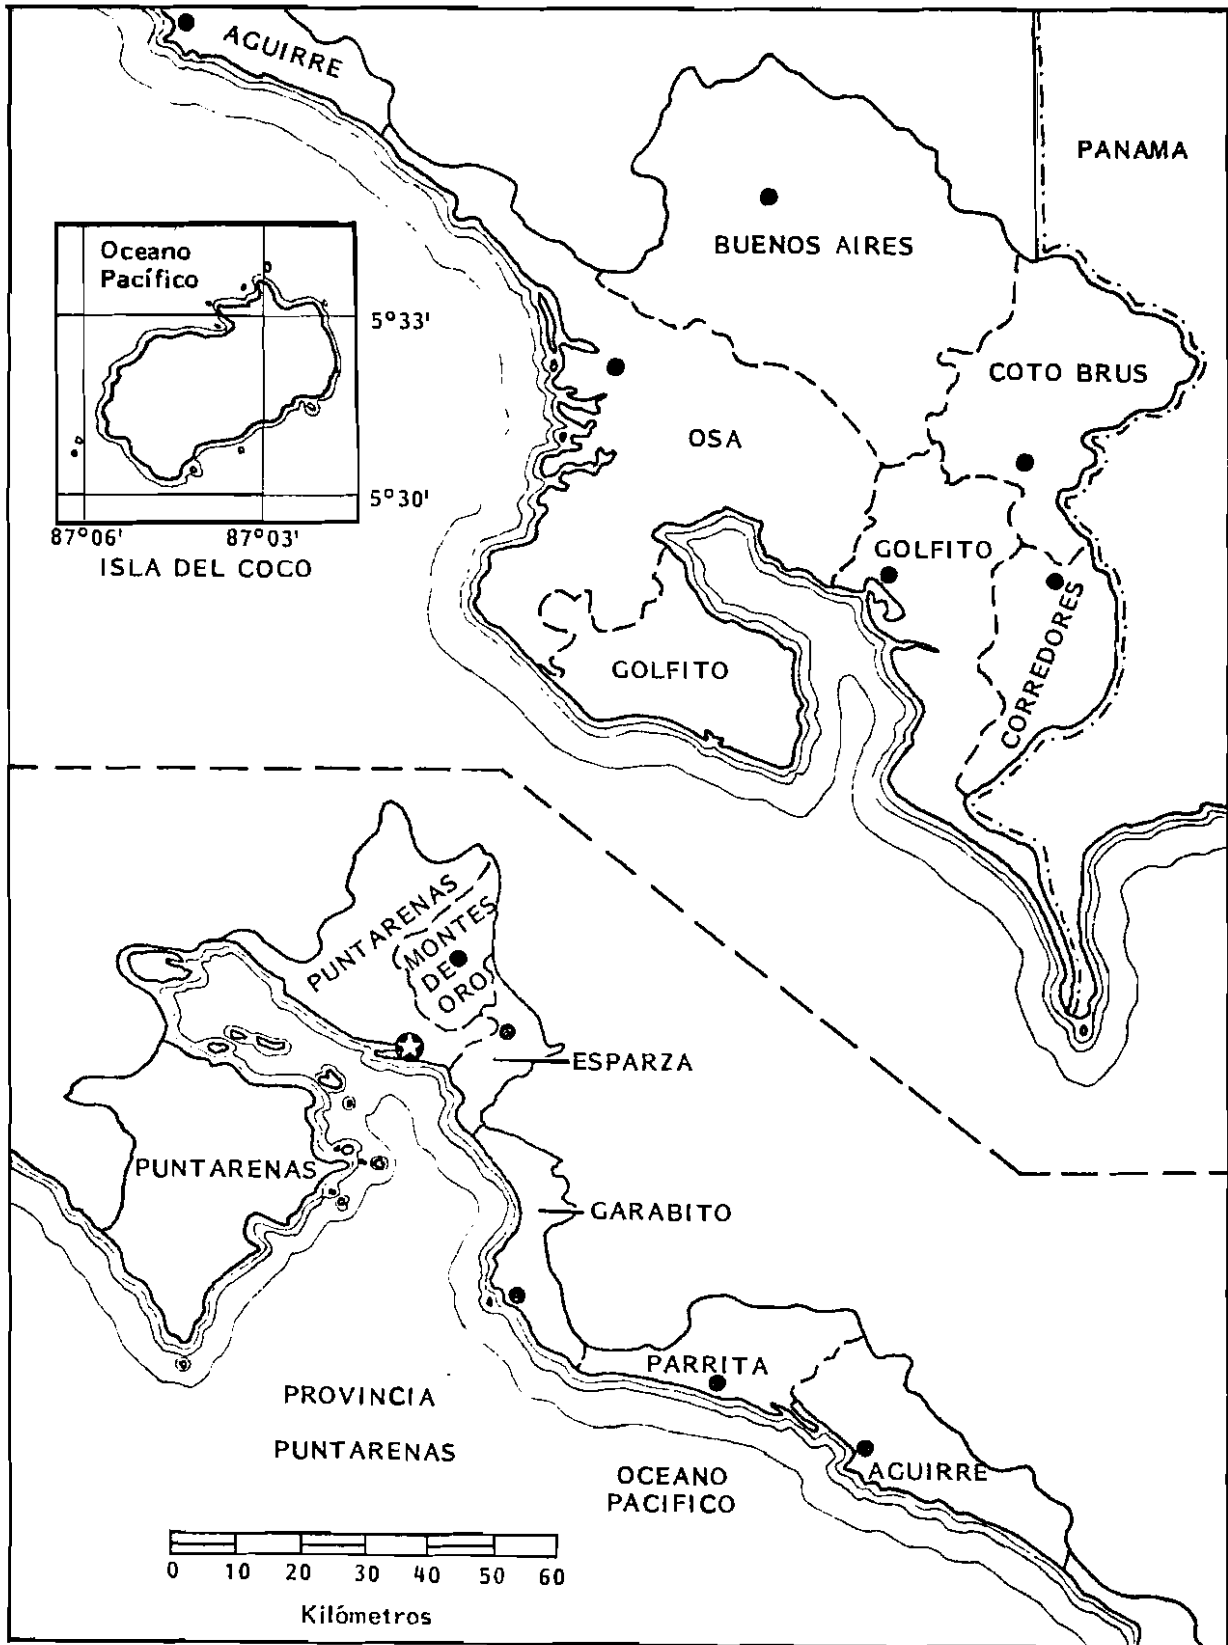 AGUIRRE
PANAMA
BUENOS AIRES
Oceano
Pacífico
5°33'
COTO BRUS
OSA
5°30'
87°06'
87°03'
ISLA DEL COCO
GOLFITO
CORREDORES
GOLFITO
PUNTARENAS
MONTES
DE
ORO
ESPARZA
PUNTARENAS
GARABITO
PARRITA
PROVINCIA
PUNTARENAS
AGUIRRE
OCEANO
PACIFICO
0 10 20 30 40 50 60
Kilómetros